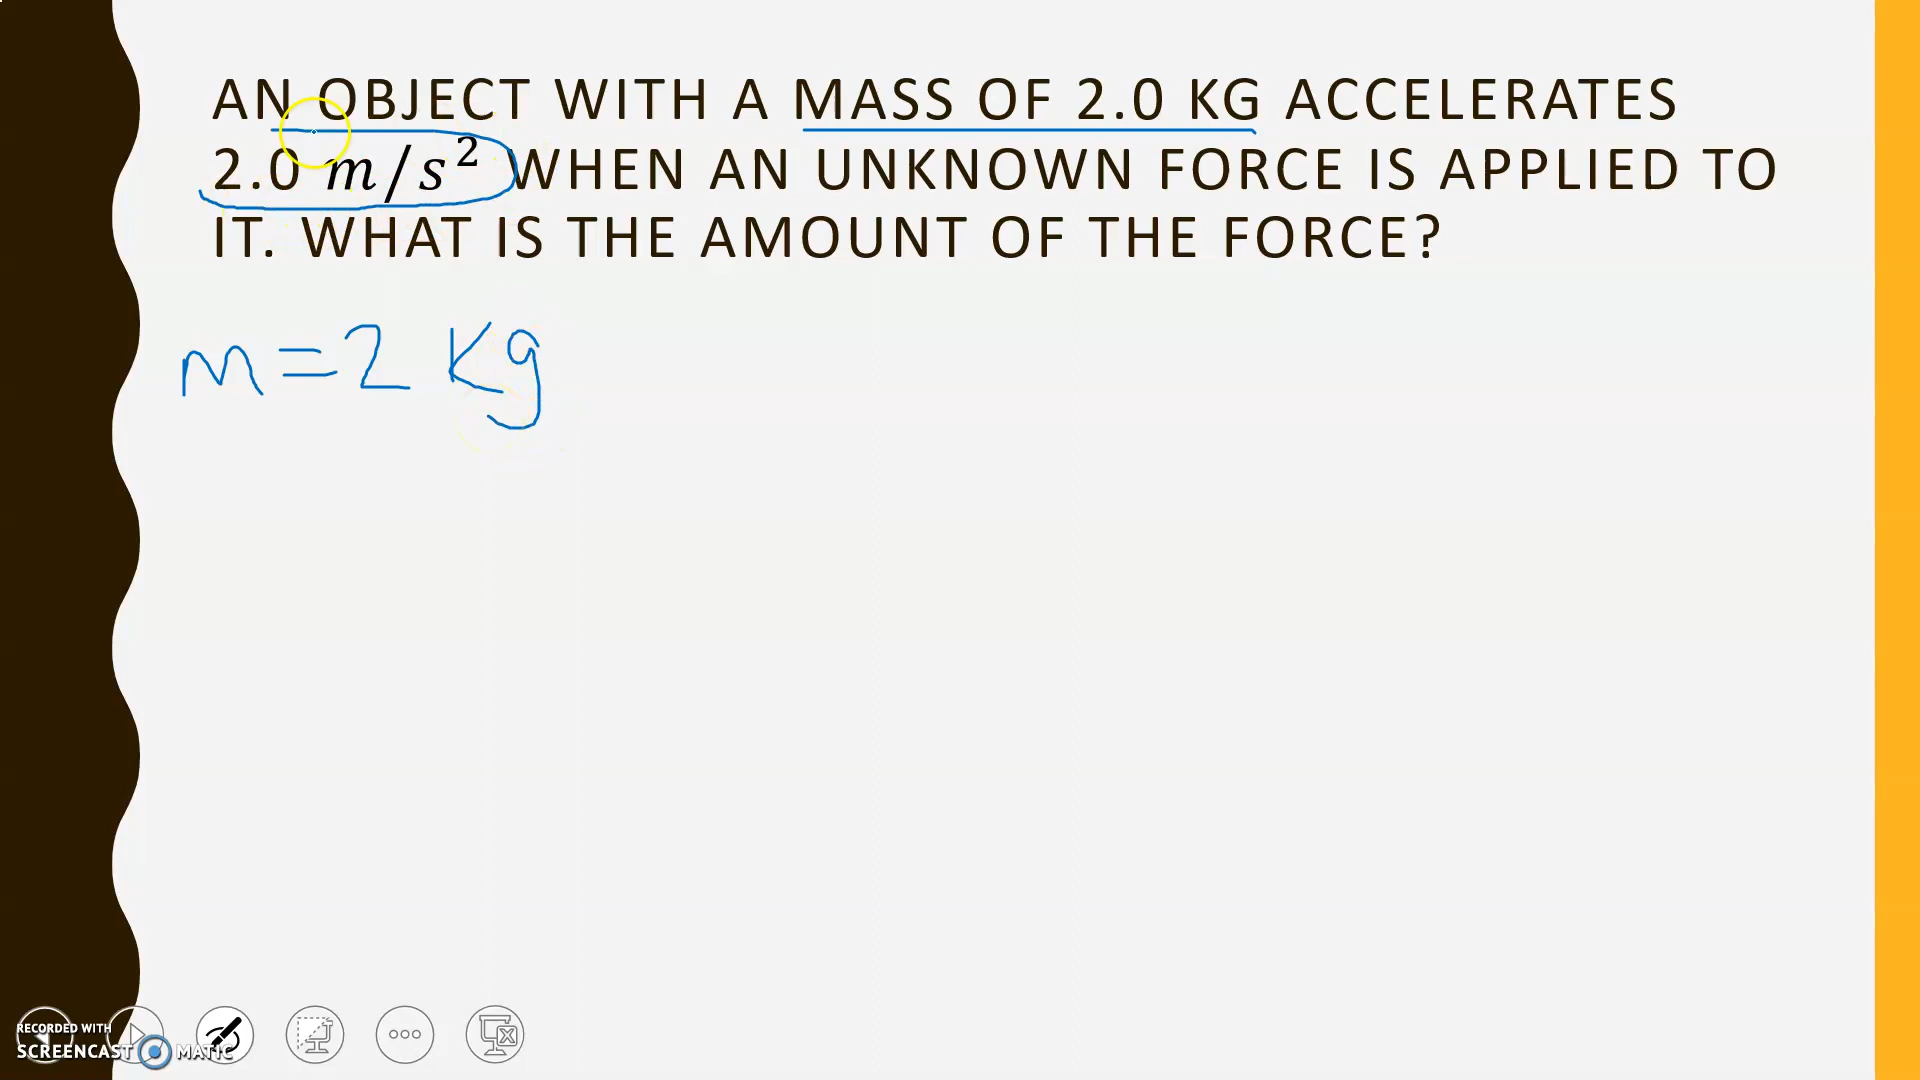 AN OBJECT WITH A MASS OF 2.0 KG ACCELERATES
2.0 m/s² WHEN AN UNKNOWN FORCE IS APPLIED TO
IT. WHAT IS THE AMOUNT OF THE FORCE?
m = 2 Kg
RECORDED WITH
SCREENCAST MATIC